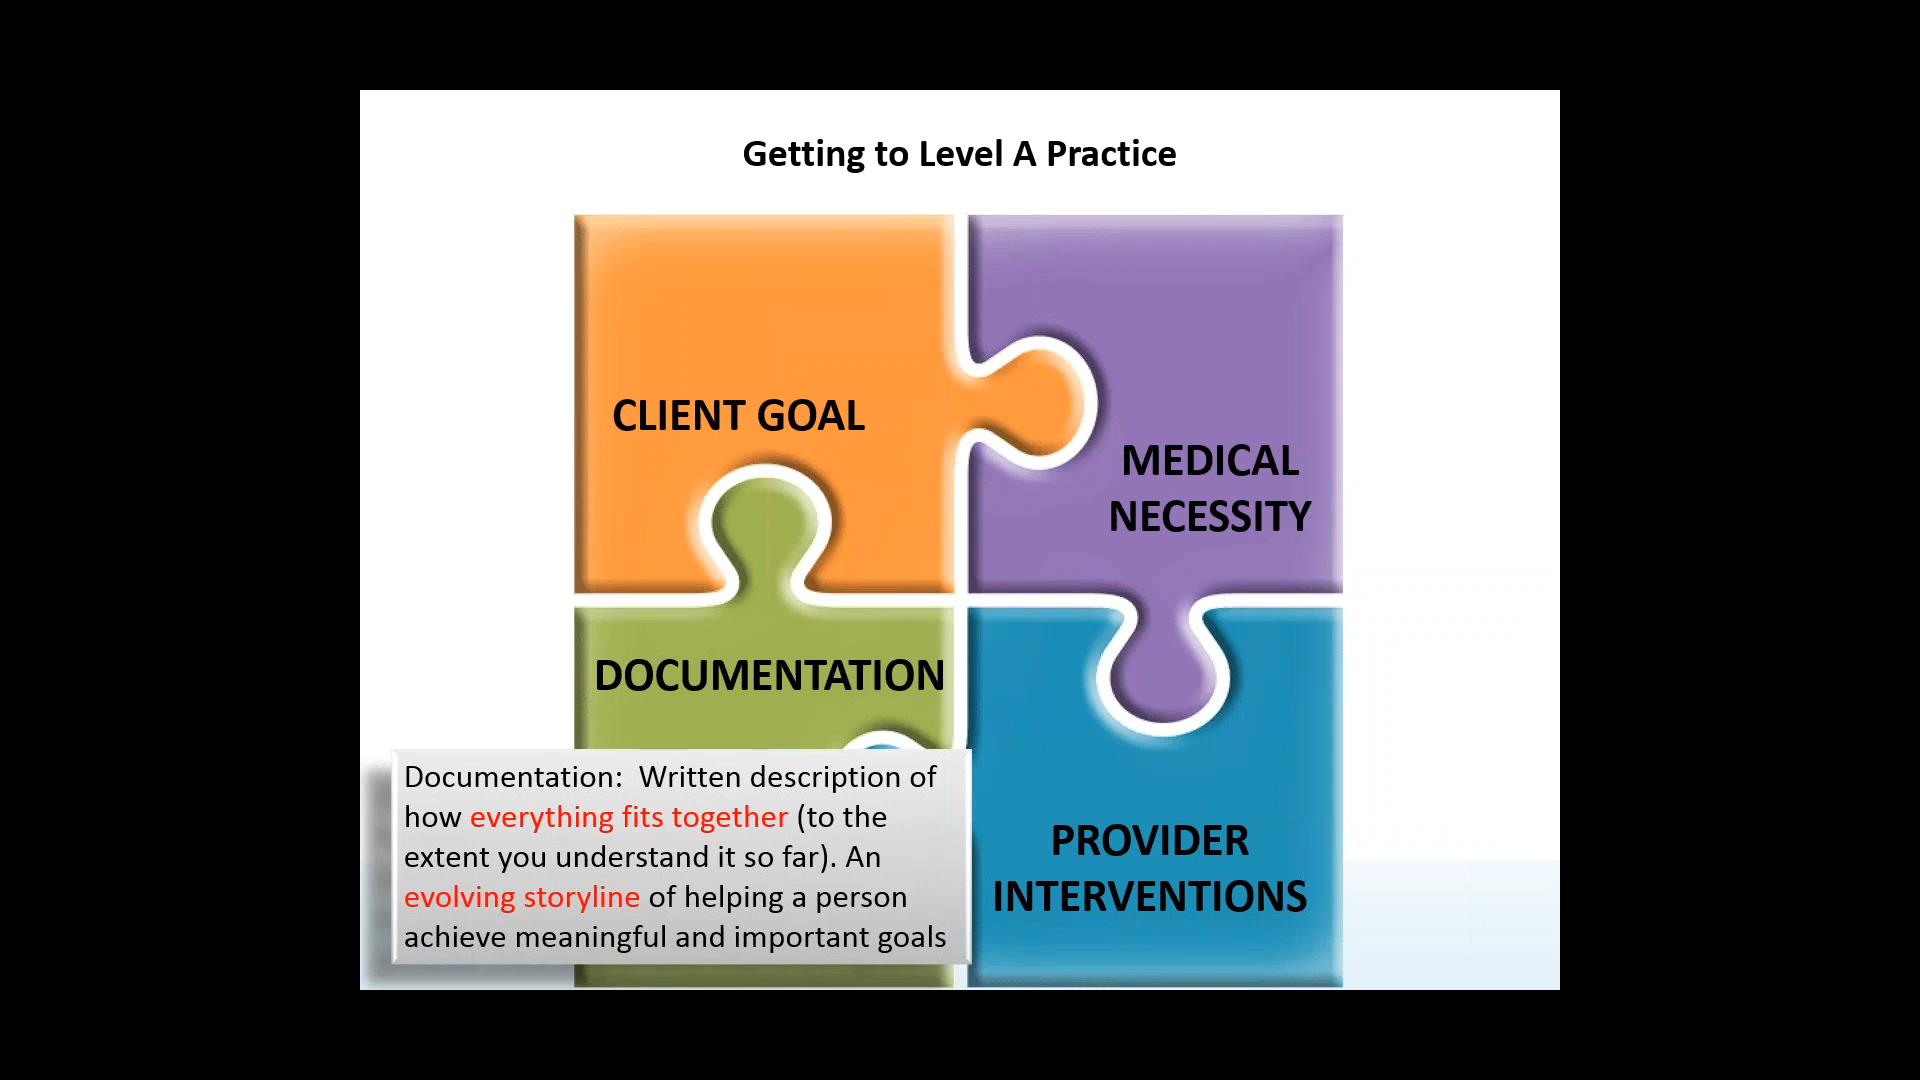 Getting to Level A Practice
CLIENT GOAL
MEDICAL
NECESSITY
DOCUMENTATION
Documentation:  Written description of
how everything fits together (to the
extent you understand it so far). An
evolving storyline of helping a person
achieve meaningful and important goals
PROVIDER
INTERVENTIONS